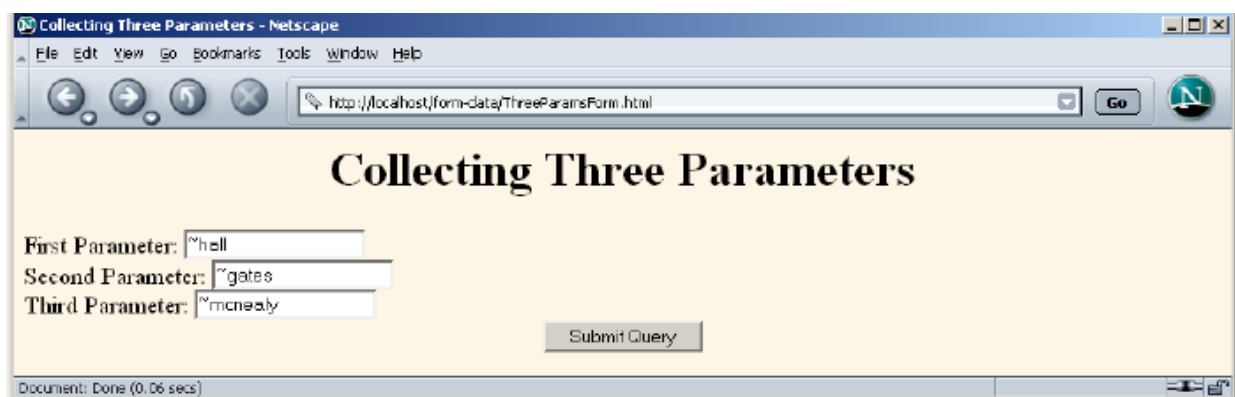 Collecting Three Parameters - Netscape
File Edit View Go Bookmarks Tools Window Help
http://localhost/form-data/ThreeParamsForm.html Go N
Collecting Three Parameters
First Parameter: ~hall
Second Parameter: ~gates
Third Parameter: ~mcnealy
Submit Query
Document: Done (0.06 secs)